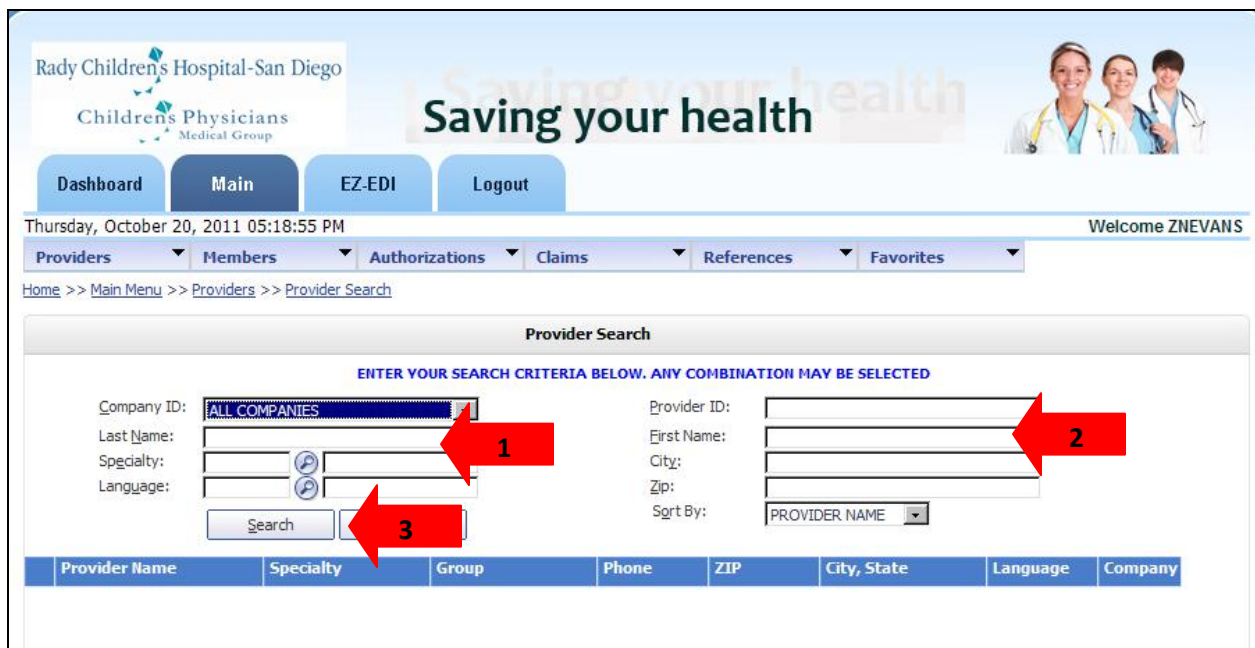 Rady Children's Hospital-San Diego
Children's Physicians
Medical Group
Saving your health
Saving your health
Dashboard Main EZ-EDI Logout
Thursday, October 20, 2011 05:18:55 PM Welcome ZNEVANS
Providers Members Authorizations Claims References Favorites
Home >> Main Menu >> Providers >> Provider Search
Provider Search
ENTER YOUR SEARCH CRITERIA BELOW. ANY COMBINATION MAY BE SELECTED
Company ID: ALL COMPANIES Provider ID:
Last Name: 1 First Name: 2
Specialty: City:
Language: Zip:
Search 3 Sort By: PROVIDER NAME
Provider Name Specialty Group Phone ZIP City, State Language Company